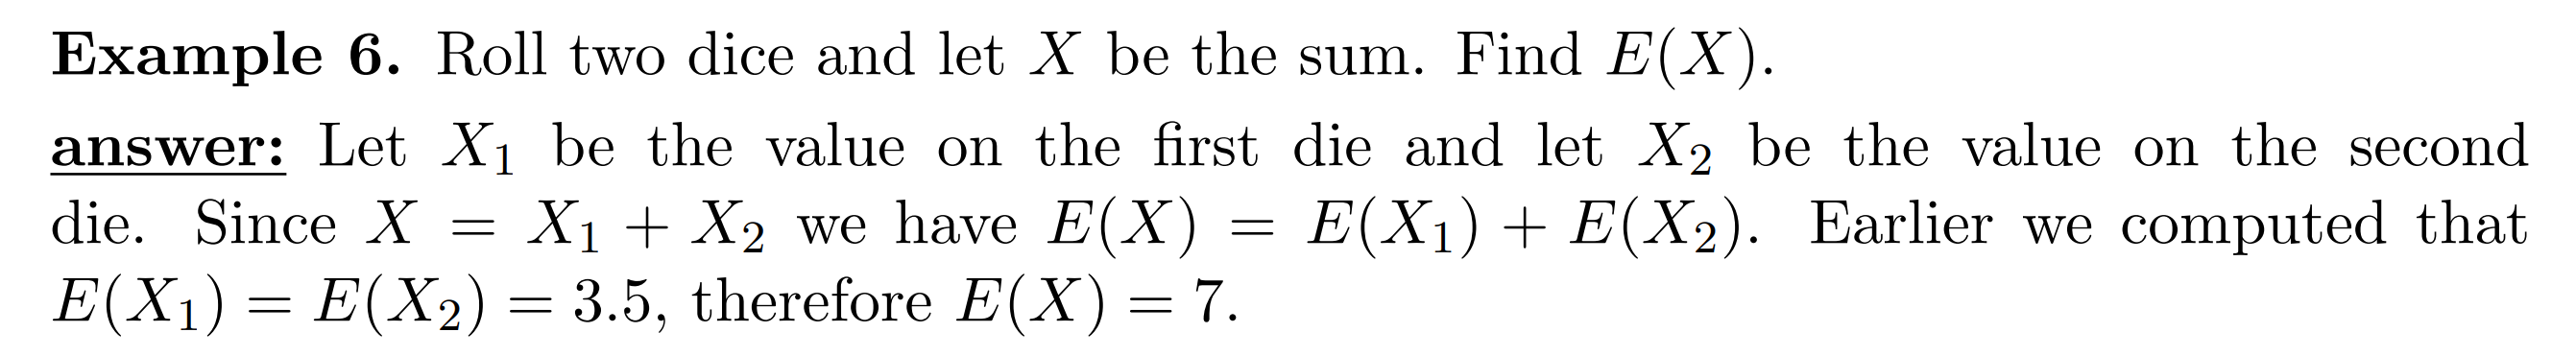 Example 6. Roll two dice and let X be the sum. Find E(X).
answer: Let X₁ be the value on the first die and let X₂ be the value on the second
die. Since X = X₁ + X₂ we have E(X) = E(X₁) + E(X₂). Earlier we computed that
E(X₁) = E(X₂) = 3.5, therefore E(X) = 7.